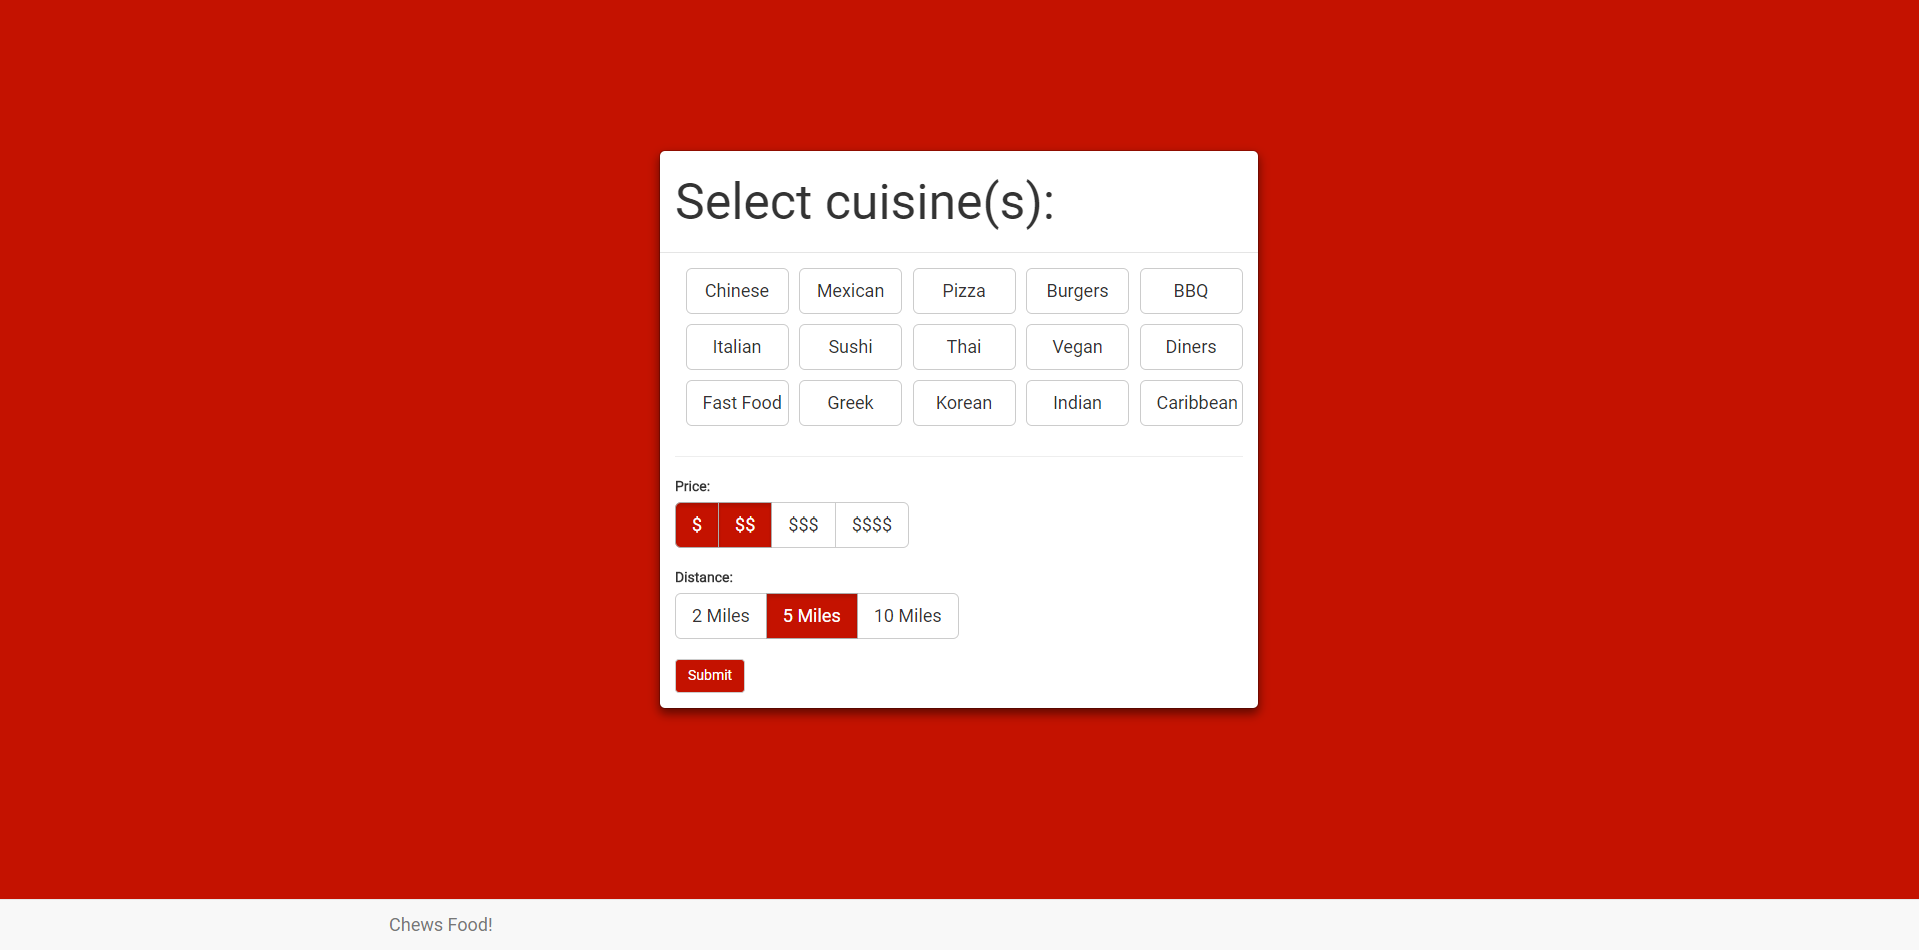 Select cuisine(s):
Chinese Mexican Pizza Burgers BBQ
Italian Sushi Thai Vegan Diners
Fast Food Greek Korean Indian Caribbean
Price:
$ $$ $$$ $$$$
Distance:
2 Miles 5 Miles 10 Miles
Submit
Chews Food!